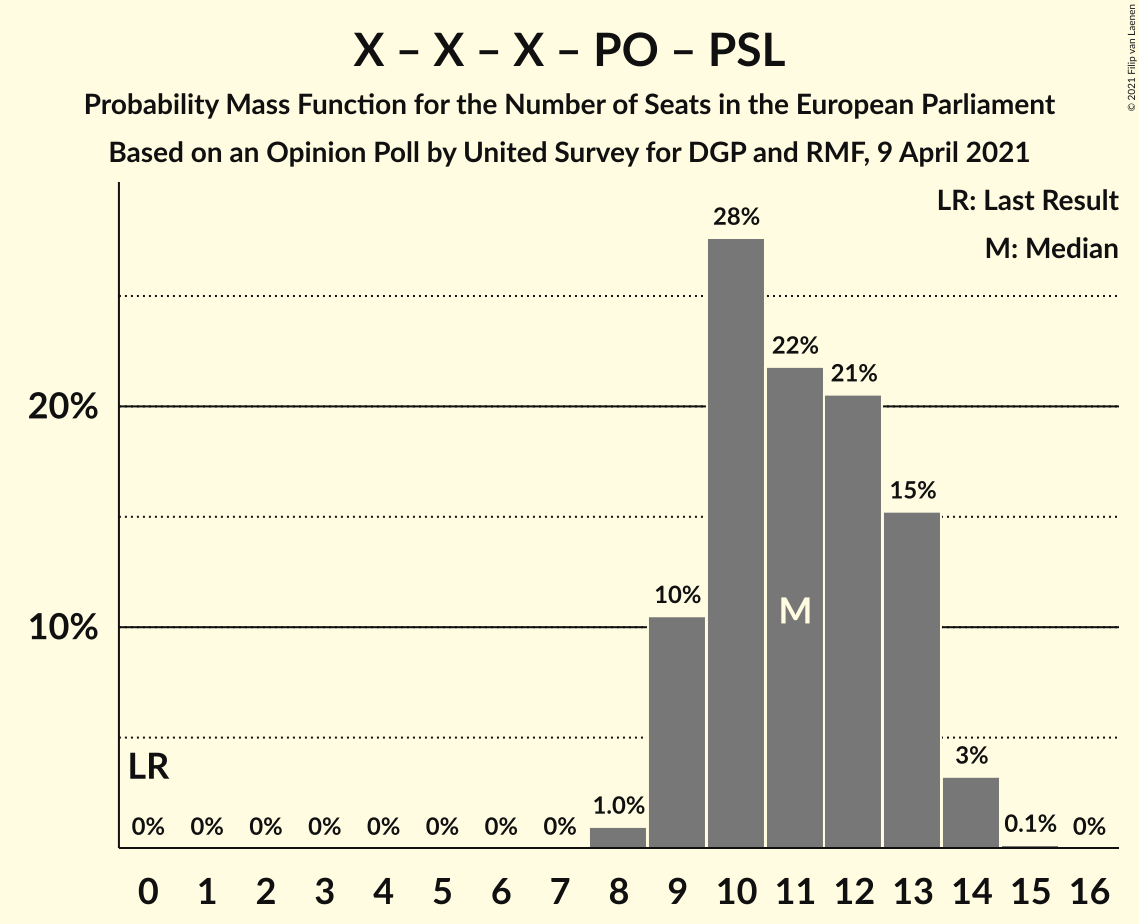 X – X – X – PO – PSL
Probability Mass Function for the Number of Seats in the European Parliament
Based on an Opinion Poll by United Survey for DGP and RMF, 9 April 2021
© 2021 Filip van Laenen
LR: Last Result
M: Median
28%
22%
21%
20%
15%
10%
M
10%
LR
3%
1.0%
0.1%
0% 0% 0% 0% 0% 0% 0% 0% 0%
0 1 2 3 4 5 6 7 8 9 10 11 12 13 14 15 16